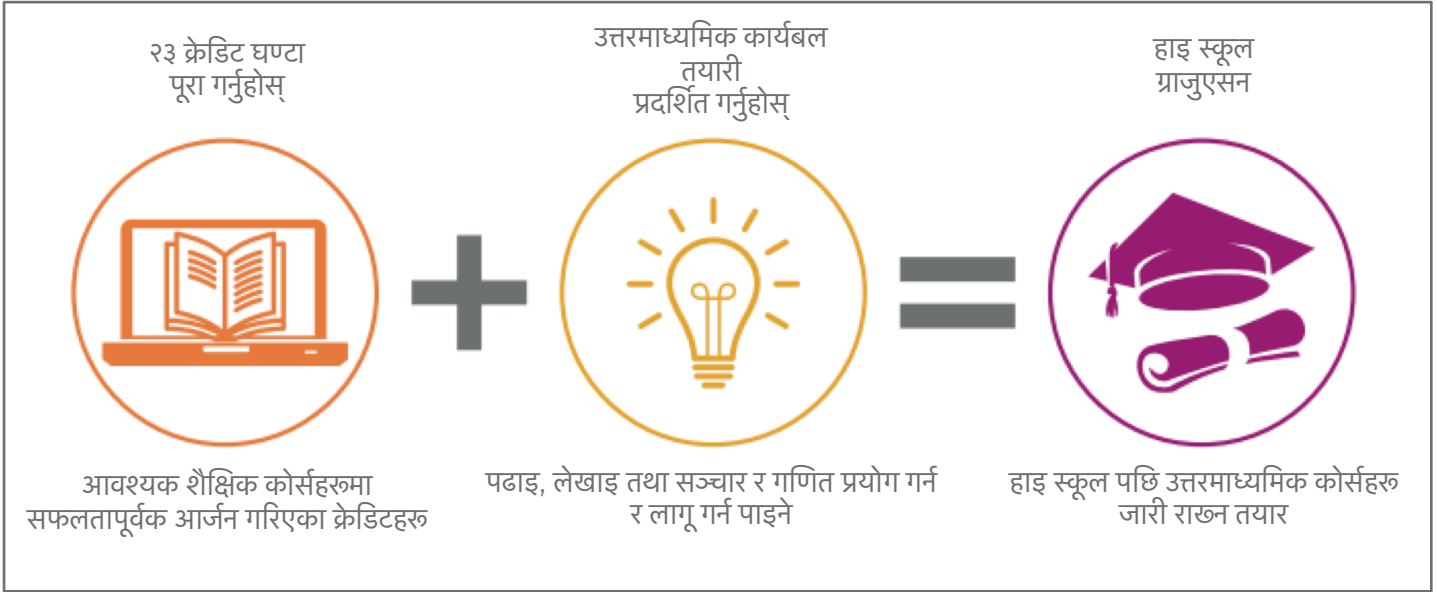 २३ क्रेडिट घण्टा
पूरा गर्नुहोस्
उत्तरमाध्यमिक कार्यबल
तयारी
प्रदर्शित गर्नुहोस्
हाइ स्कूल
ग्राजुएसन
आवश्यक शैक्षिक कोर्सहरूमा
सफलतापूर्वक आर्जन गरिएका क्रेडिटहरू
पढाइ, लेखाइ तथा सञ्चार र गणित प्रयोग गर्न
र लागू गर्न पाइने
हाइ स्कूल पछि उत्तरमाध्यमिक कोर्सहरू
जारी राख्न तयार